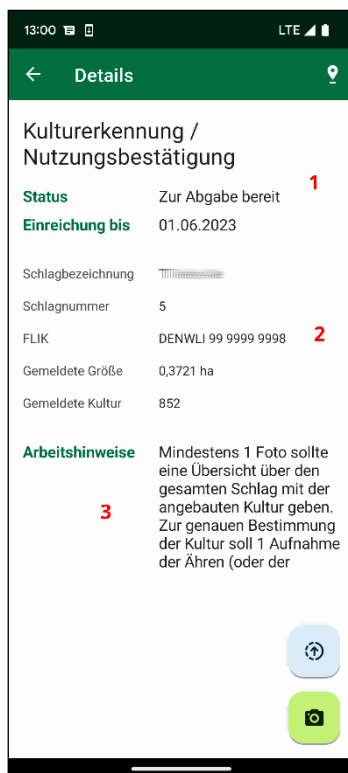 13:00 LTE
Details
Kulturerkennung /
Nutzungsbestätigung
1
Status Zur Abgabe bereit
Einreichung bis 01.06.2023
Schlagbezeichnung
Schlagnummer 5
FLIK DENWLI 99 9999 9998
2
Gemeldete Größe 0,3721 ha
Gemeldete Kultur 852
Arbeitshinweise Mindestens 1 Foto sollte
eine Übersicht über den
gesamten Schlag mit der
3
angebauten Kultur geben.
Zur genauen Bestimmung
der Kultur soll 1 Aufnahme
der Ähren (oder der